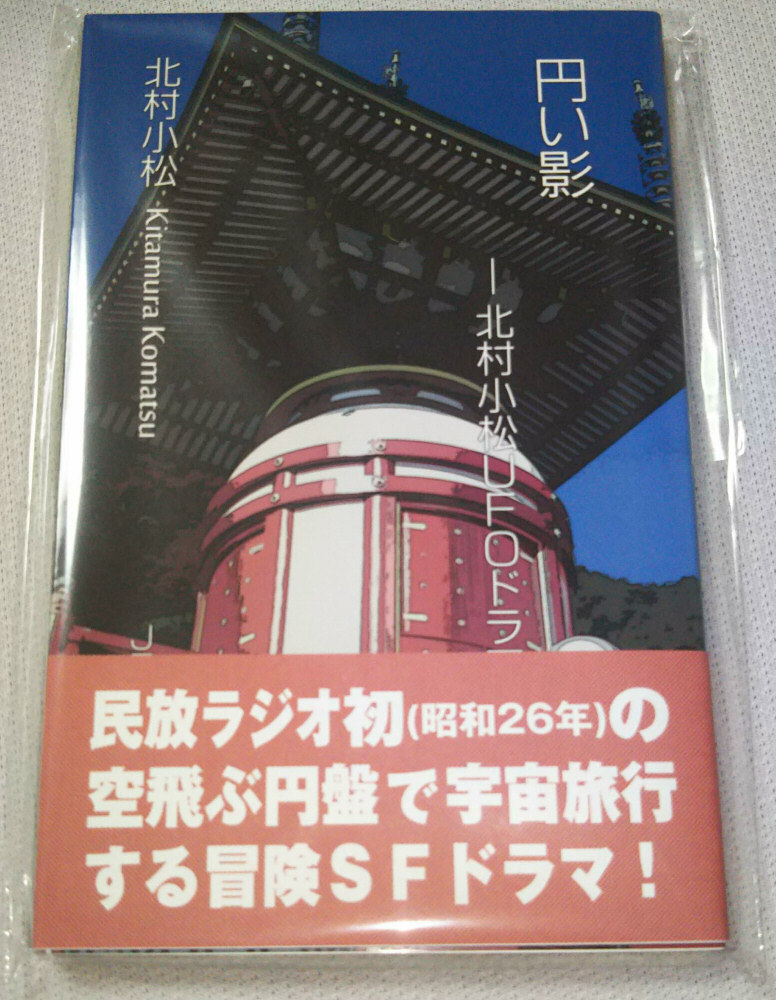 円い影
—北村小松UFOドラ
北村小松 Kitamura Komatsu
民放ラジオ初(昭和26年)の
空飛ぶ円盤で宇宙旅行
する冒険SFドラマ!